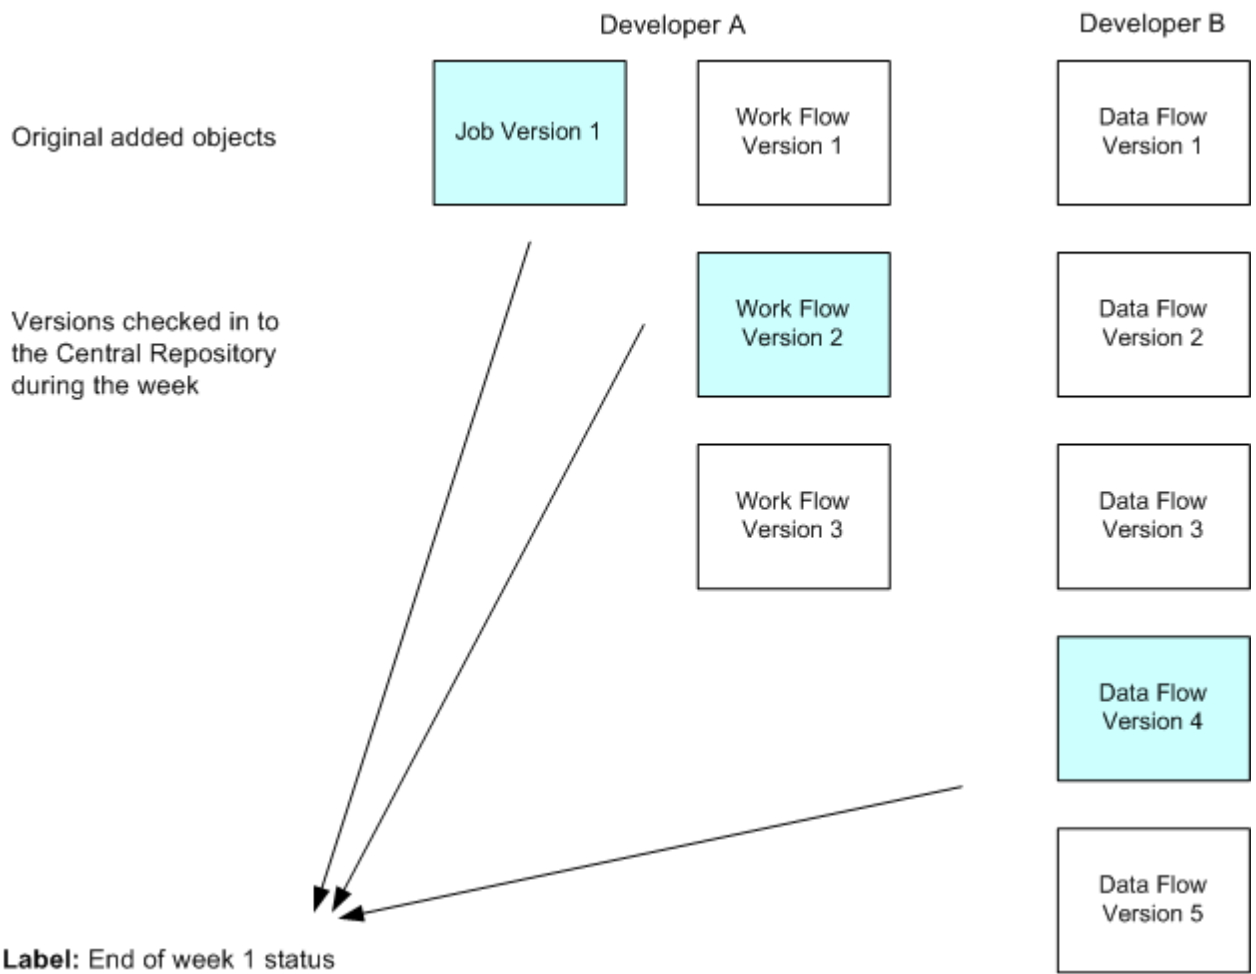 Developer A
Developer B
Original added objects
Job Version 1
Work Flow
Version 1
Data Flow
Version 1
Versions checked in to
the Central Repository
during the week
Work Flow
Version 2
Data Flow
Version 2
Work Flow
Version 3
Data Flow
Version 3
Data Flow
Version 4
Data Flow
Version 5
Label: End of week 1 status